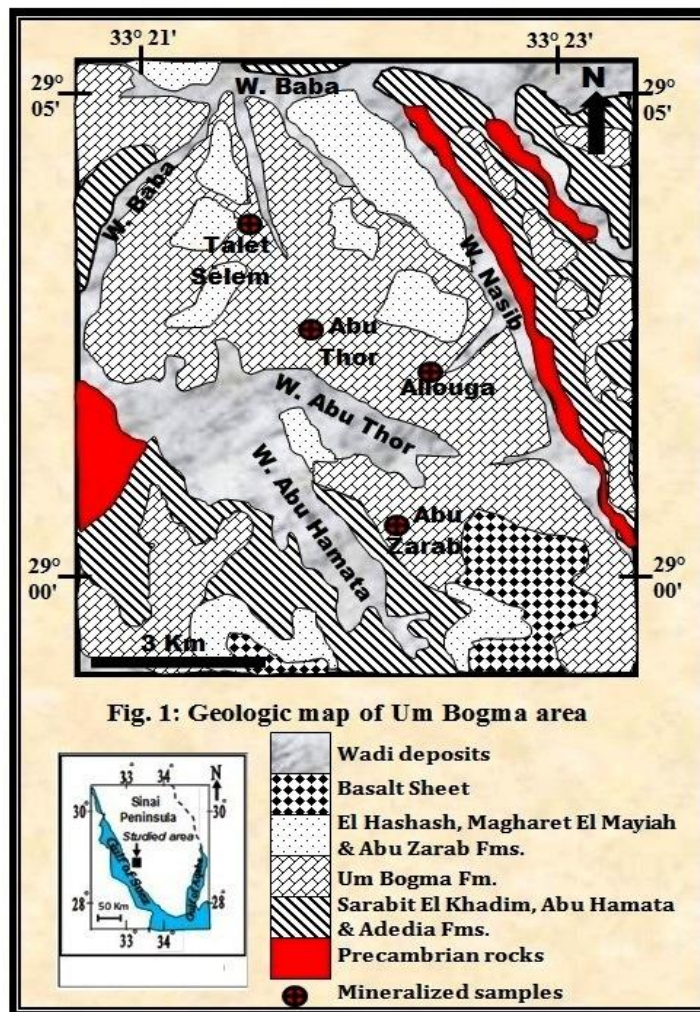 33° 21'
33° 23'
29°
05'
29°
05'
W. Baba
N
W. Baba
Talet
Selem
W. Nasib
Abu
Thor
Allouga
W. Abu Thor
W. Abu Hamata
Abu
Zarab
29°
00'
29°
00'
3 Km
Fig. 1: Geologic map of Um Bogma area
Wadi deposits
Basalt Sheet
El Hashash, Magharet El Mayiah
& Abu Zarab Fms.
Um Bogma Fm.
Sarabit El Khadim, Abu Hamata
& Adedia Fms.
Precambrian rocks
Mineralized samples
33° 34°
N
30°
30°
Sinai
Peninsula
Studied area
Gulf of Suez
28°
28°
50 Km
33° 34°